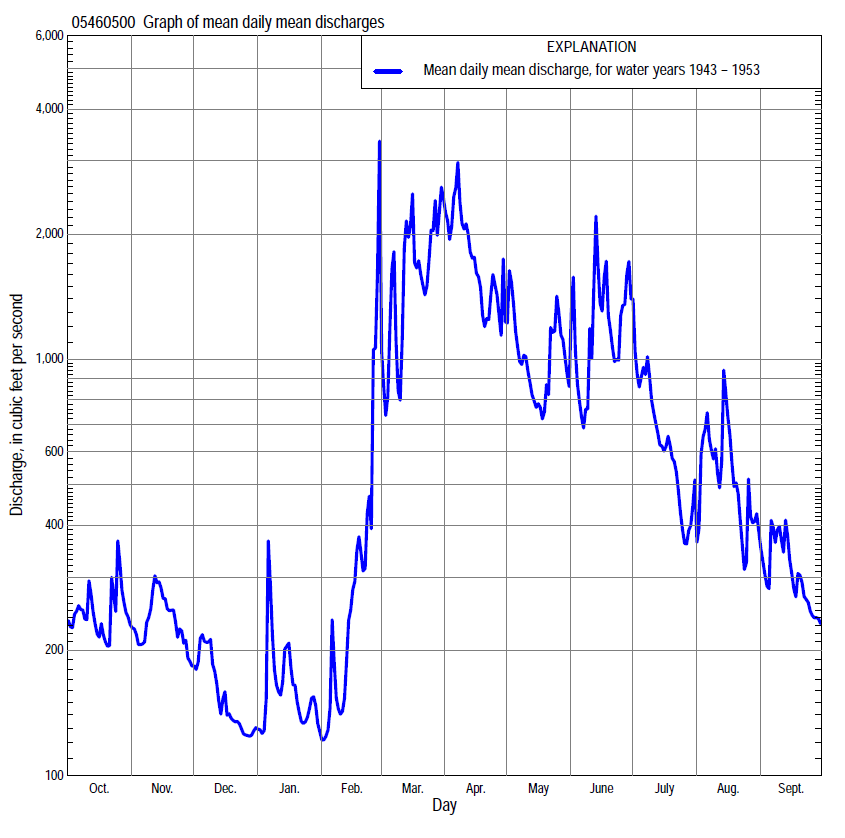 05460500 Graph of mean daily mean discharges
EXPLANATION
Mean daily mean discharge, for water years 1943 – 1953
6,000
4,000
2,000
1,000
600
400
200
100
Discharge, in cubic feet per second
Oct. Nov. Dec. Jan. Feb. Mar. Apr. May June July Aug. Sept.
Day